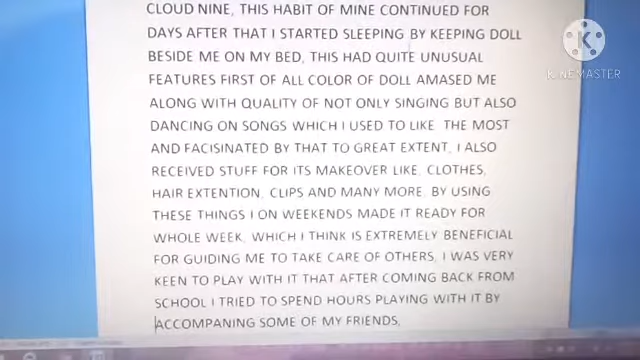 CLOUD NINE, THIS HABIT OF MINE CONTINUED FOR
DAYS AFTER THAT I STARTED SLEEPING BY KEEPING DOLL
BESIDE ME ON MY BED, THIS HAD QUITE UNUSUAL
FEATURES FIRST OF ALL COLOR OF DOLL AMASED ME
ALONG WITH QUALITY OF NOT ONLY SINGING BUT ALSO
DANCING ON SONGS WHICH I USED TO LIKE THE MOST
AND FACISINATED BY THAT TO GREAT EXTENT, I ALSO
RECEIVED STUFF FOR ITS MAKEOVER LIKE, CLOTHES,
HAIR EXTENTION, CLIPS AND MANY MORE, BY USING
THESE THINGS I ON WEEKENDS MADE IT READY FOR
WHOLE WEEK, WHICH I THINK IS EXTREMELY BENEFICIAL
FOR GUIDING ME TO TAKE CARE OF OTHERS, I WAS VERY
KEEN TO PLAY WITH IT THAT AFTER COMING BACK FROM
SCHOOL I TRIED TO SPEND HOURS PLAYING WITH IT BY
ACCOMPANING SOME OF MY FRIENDS,
KINEMASTER